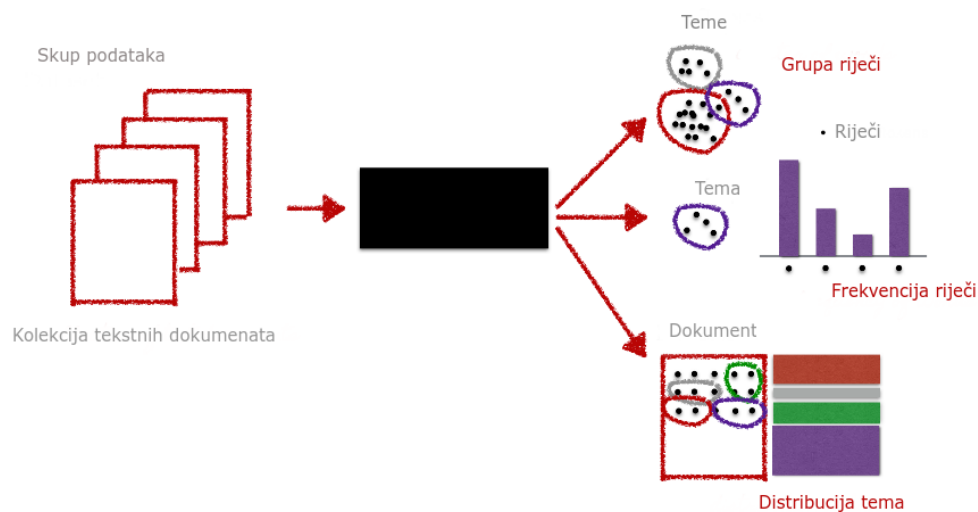 Skup podataka
Kolekcija tekstnih dokumenata
Teme
Grupa riječi
Riječi
Tema
Frekvencija riječi
Dokument
Distribucija tema